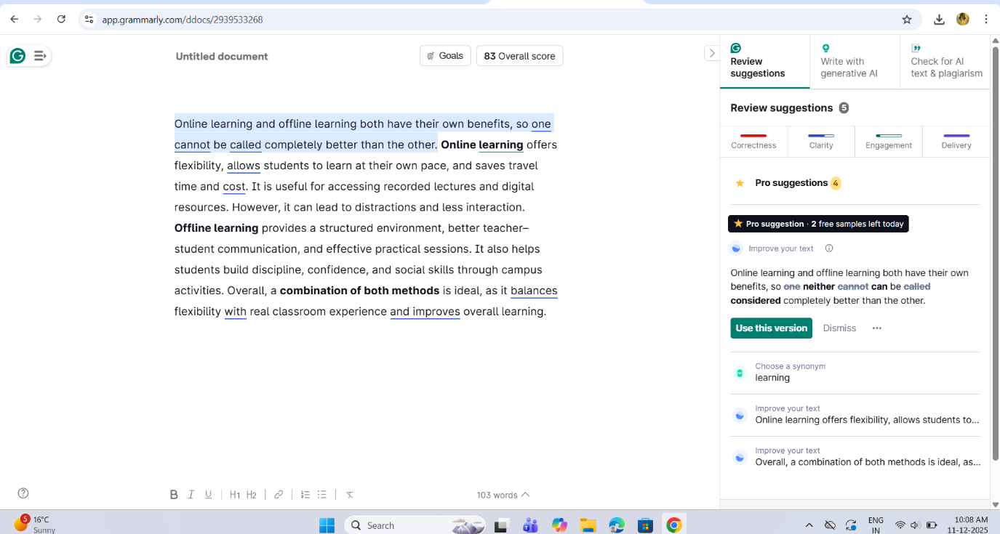 app.grammarly.com/ddocs/2939533268
Untitled document
Goals
83 Overall score
Review suggestions
Write with generative AI
Check for AI text & plagiarism
Online learning and offline learning both have their own benefits, so one
cannot be called completely better than the other. Online learning offers
flexibility, allows students to learn at their own pace, and saves travel
time and cost. It is useful for accessing recorded lectures and digital
resources. However, it can lead to distractions and less interaction.
Offline learning provides a structured environment, better teacher–
student communication, and effective practical sessions. It also helps
students build discipline, confidence, and social skills through campus
activities. Overall, a combination of both methods is ideal, as it balances
flexibility with real classroom experience and improves overall learning.
Review suggestions 5
Correctness
Clarity
Engagement
Delivery
Pro suggestions 4
Pro suggestion · 2 free samples left today
Improve your text
Online learning and offline learning both have their own
benefits, so one neither cannot can be called
considered completely better than the other.
Use this version
Dismiss
Choose a synonym
learning
Improve your text
Online learning offers flexibility, allows students to...
Improve your text
Overall, a combination of both methods is ideal, as...
B I U H1 H2
103 words
5
16°C
Sunny
Search
ENG
IN
10:08 AM
11-12-2025